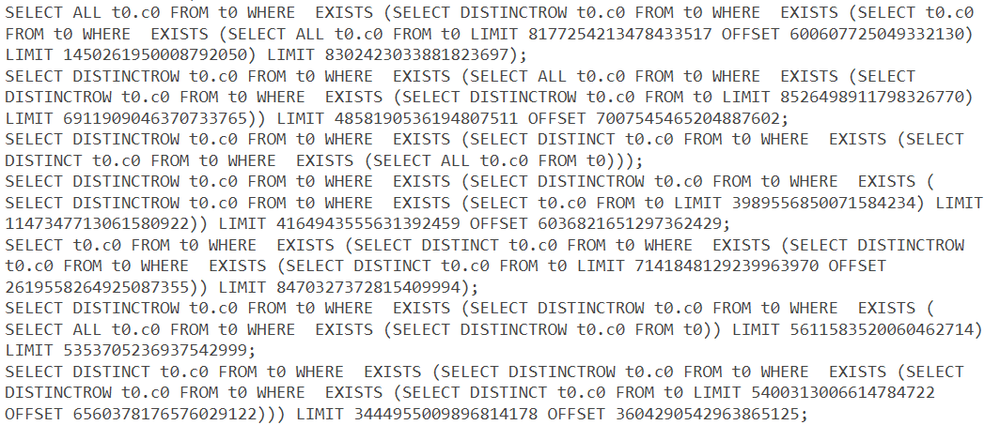 SELECT ALL t0.c0 FROM t0 WHERE  EXISTS (SELECT DISTINCTROW t0.c0 FROM t0 WHERE  EXISTS (SELECT t0.c0
FROM t0 WHERE  EXISTS (SELECT ALL t0.c0 FROM t0 LIMIT 8177254213478433517 OFFSET 600607725049332130)
LIMIT 1450261950008792050) LIMIT 8302423033881823697);
SELECT DISTINCTROW t0.c0 FROM t0 WHERE  EXISTS (SELECT ALL t0.c0 FROM t0 WHERE  EXISTS (SELECT
DISTINCTROW t0.c0 FROM t0 WHERE  EXISTS (SELECT DISTINCTROW t0.c0 FROM t0 LIMIT 8526498911798326770)
LIMIT 6911909046370733765)) LIMIT 4858190536194807511 OFFSET 7007545465204887602;
SELECT DISTINCTROW t0.c0 FROM t0 WHERE  EXISTS (SELECT DISTINCT t0.c0 FROM t0 WHERE  EXISTS (SELECT
DISTINCT t0.c0 FROM t0 WHERE  EXISTS (SELECT ALL t0.c0 FROM t0)));
SELECT DISTINCTROW t0.c0 FROM t0 WHERE  EXISTS (SELECT DISTINCTROW t0.c0 FROM t0 WHERE  EXISTS (
SELECT DISTINCTROW t0.c0 FROM t0 WHERE  EXISTS (SELECT t0.c0 FROM t0 LIMIT 3989556850071584234) LIMIT
1147347713061580922)) LIMIT 4164943555631392459 OFFSET 6036821651297362429;
SELECT t0.c0 FROM t0 WHERE  EXISTS (SELECT DISTINCT t0.c0 FROM t0 WHERE  EXISTS (SELECT DISTINCTROW
t0.c0 FROM t0 WHERE  EXISTS (SELECT DISTINCT t0.c0 FROM t0 LIMIT 7141848129239963970 OFFSET
2619558264925087355)) LIMIT 8470327372815409994);
SELECT DISTINCTROW t0.c0 FROM t0 WHERE  EXISTS (SELECT DISTINCTROW t0.c0 FROM t0 WHERE  EXISTS (
SELECT ALL t0.c0 FROM t0 WHERE  EXISTS (SELECT DISTINCTROW t0.c0 FROM t0)) LIMIT 5611583520060462714)
LIMIT 5353705236937542999;
SELECT DISTINCT t0.c0 FROM t0 WHERE  EXISTS (SELECT DISTINCTROW t0.c0 FROM t0 WHERE  EXISTS (SELECT
DISTINCTROW t0.c0 FROM t0 WHERE  EXISTS (SELECT DISTINCT t0.c0 FROM t0 LIMIT 5400313006614784722
OFFSET 6560378176576029122))) LIMIT 3444955009896814178 OFFSET 3604290542963865125;